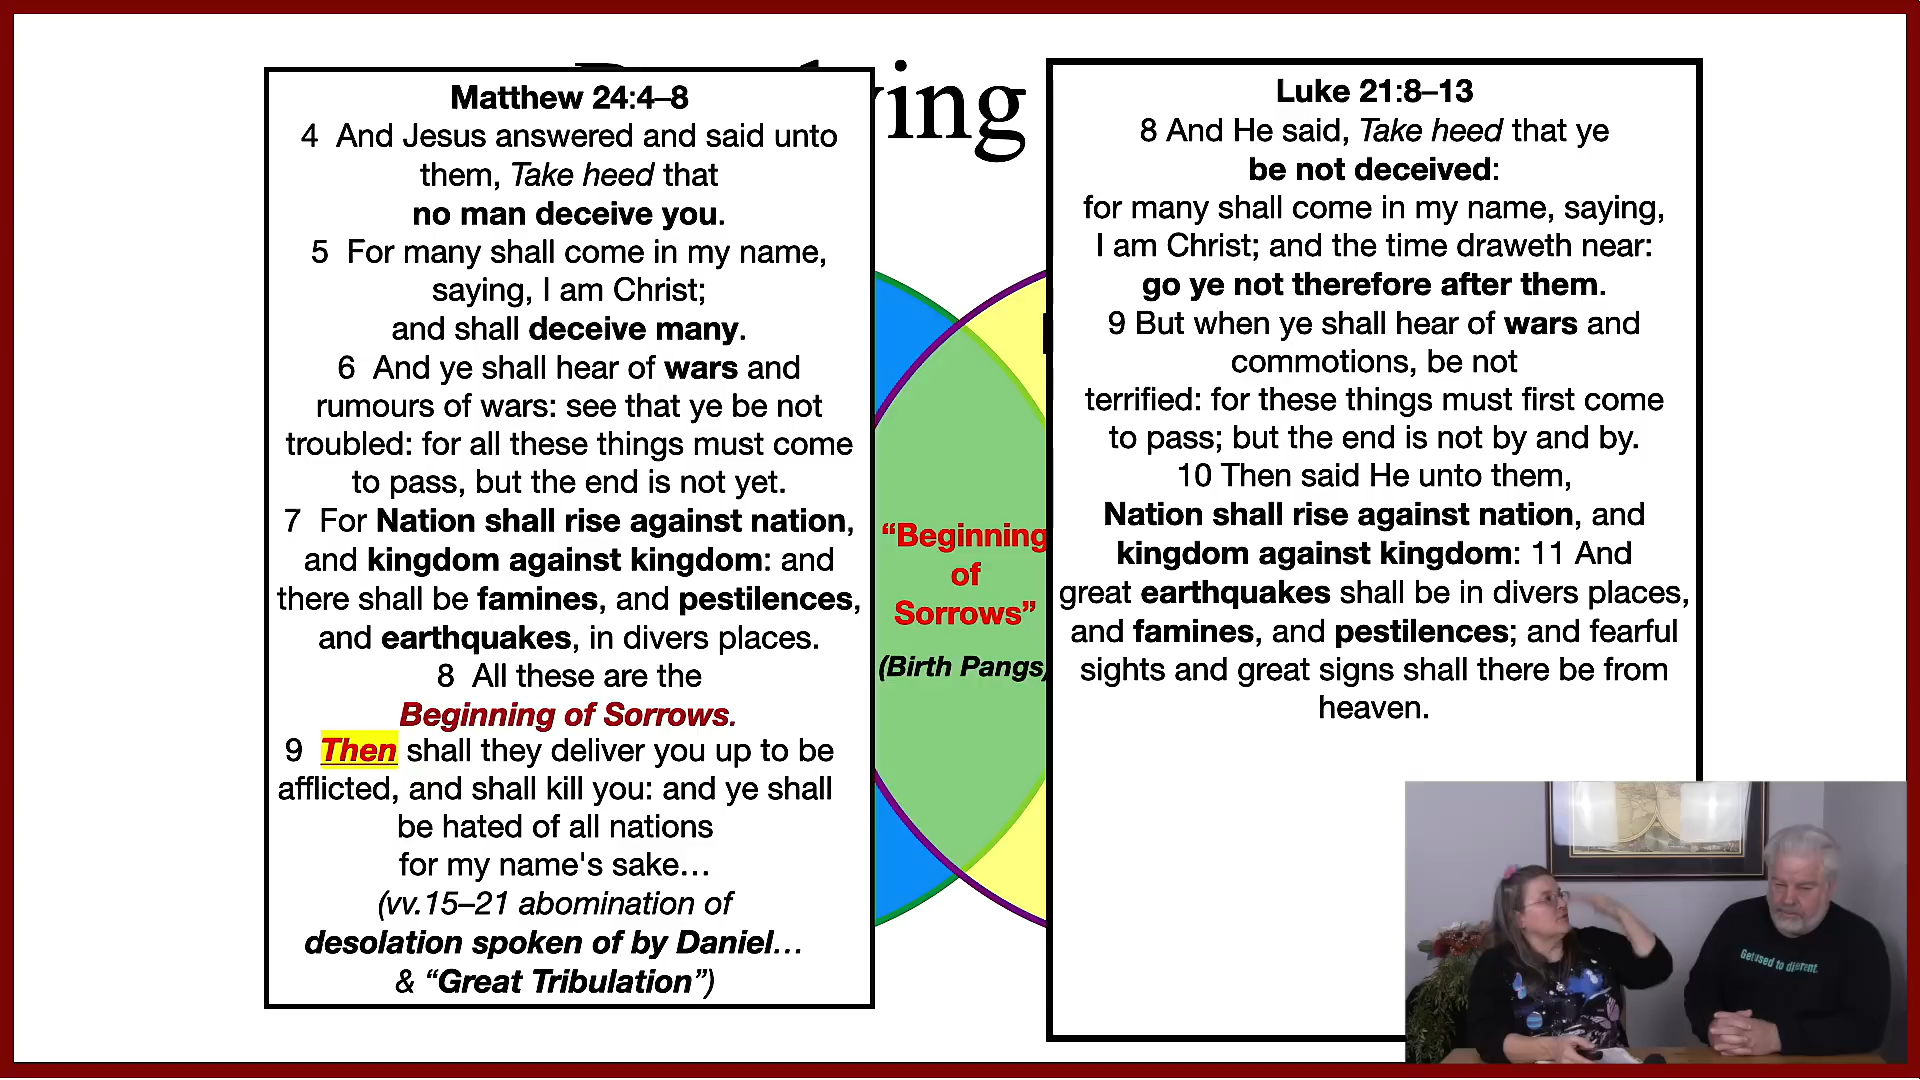 ying
Matthew 24:4–8
4 And Jesus answered and said unto
them, Take heed that
no man deceive you.
5 For many shall come in my name,
saying, I am Christ;
and shall deceive many.
6 And ye shall hear of wars and
rumours of wars: see that ye be not
troubled: for all these things must come
to pass, but the end is not yet.
7 For Nation shall rise against nation,
and kingdom against kingdom: and
there shall be famines, and pestilences,
and earthquakes, in divers places.
8 All these are the
Beginning of Sorrows.
9 Then shall they deliver you up to be
afflicted, and shall kill you: and ye shall
be hated of all nations
for my name's sake…
(vv.15–21 abomination of
desolation spoken of by Daniel…
& “Great Tribulation”)
“Beginning
of
Sorrows”
(Birth Pangs)
Luke 21:8–13
8 And He said, Take heed that ye
be not deceived:
for many shall come in my name, saying,
I am Christ; and the time draweth near:
go ye not therefore after them.
9 But when ye shall hear of wars and
commotions, be not
terrified: for these things must first come
to pass; but the end is not by and by.
10 Then said He unto them,
Nation shall rise against nation, and
kingdom against kingdom: 11 And
great earthquakes shall be in divers places,
and famines, and pestilences; and fearful
sights and great signs shall there be from
heaven.
Get used to different.